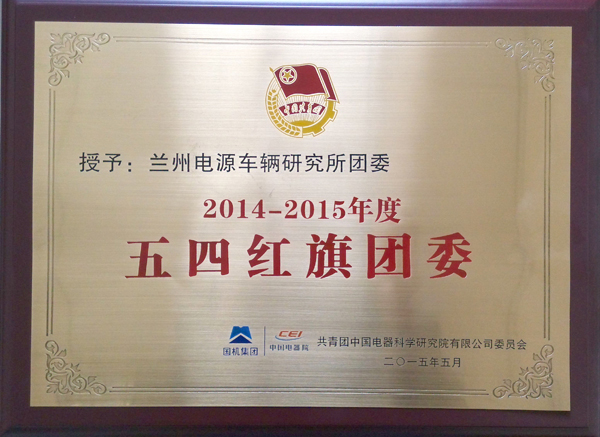 授予：兰州电源车辆研究所团委
2014-2015年度
五四红旗团委
国机集团
CEI
中国电器院
共青团中国电器科学研究院有限公司委员会
二〇一五年五月